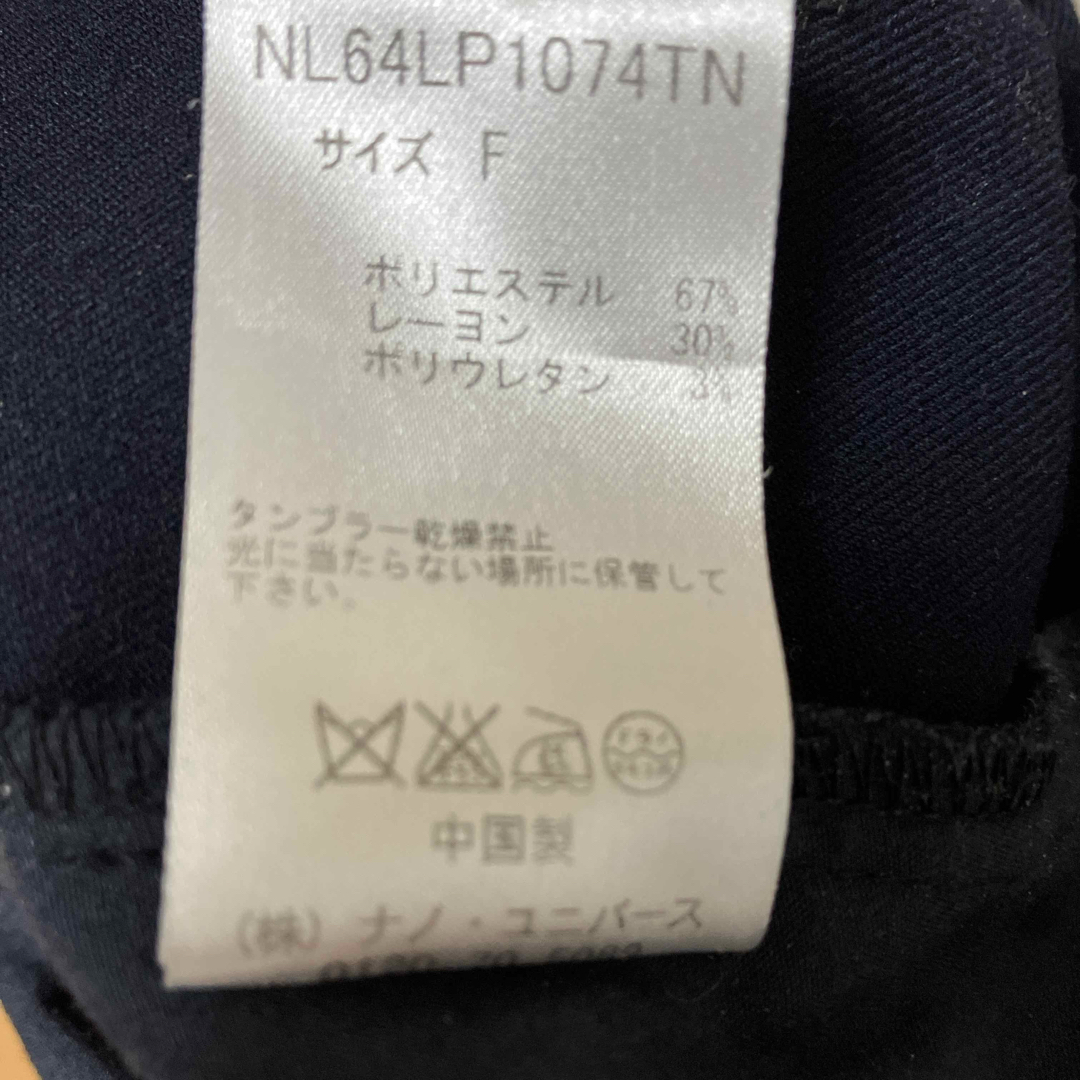 NL64LP1074TN
サイズ F
ポリエステル 67%
レーヨン 30%
ポリウレタン 3%
タンブラー乾燥禁止
光に当たらない場所に保管して
下さい。
中国製
(株) ナノ・ユニバース